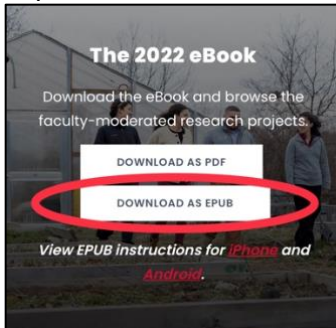 The 2022 eBook
Download the eBook and browse the
faculty-moderated research projects.
DOWNLOAD AS PDF
DOWNLOAD AS EPUB
View EPUB instructions for iPhone and
Android.